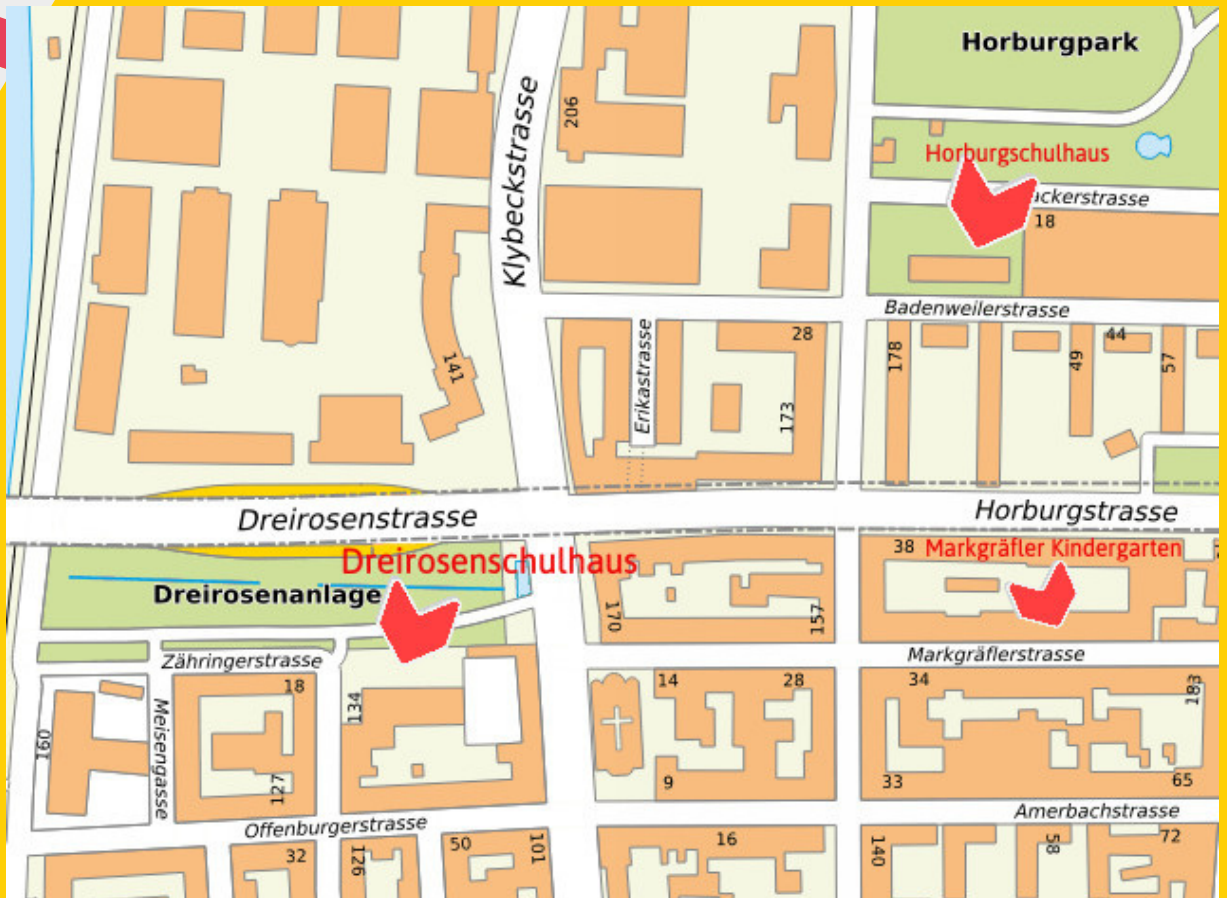 Horburgpark
206
Klybeckstrasse
Horburgschulhaus
ackerstrasse
18
Badenweilerstrasse
141
Erikastrasse
28
173
178
49
44
57
Dreirosenstrasse
Horburgstrasse
Dreirosenschulhaus
38
Markgräfler Kindergarten
Dreirosenanlage
170
157
Zähringerstrasse
Markgräflerstrasse
18
134
14
28
34
183
160
Meisengasse
127
9
33
65
Offenburgerstrasse
Amerbachstrasse
32
126
50
101
16
140
58
72